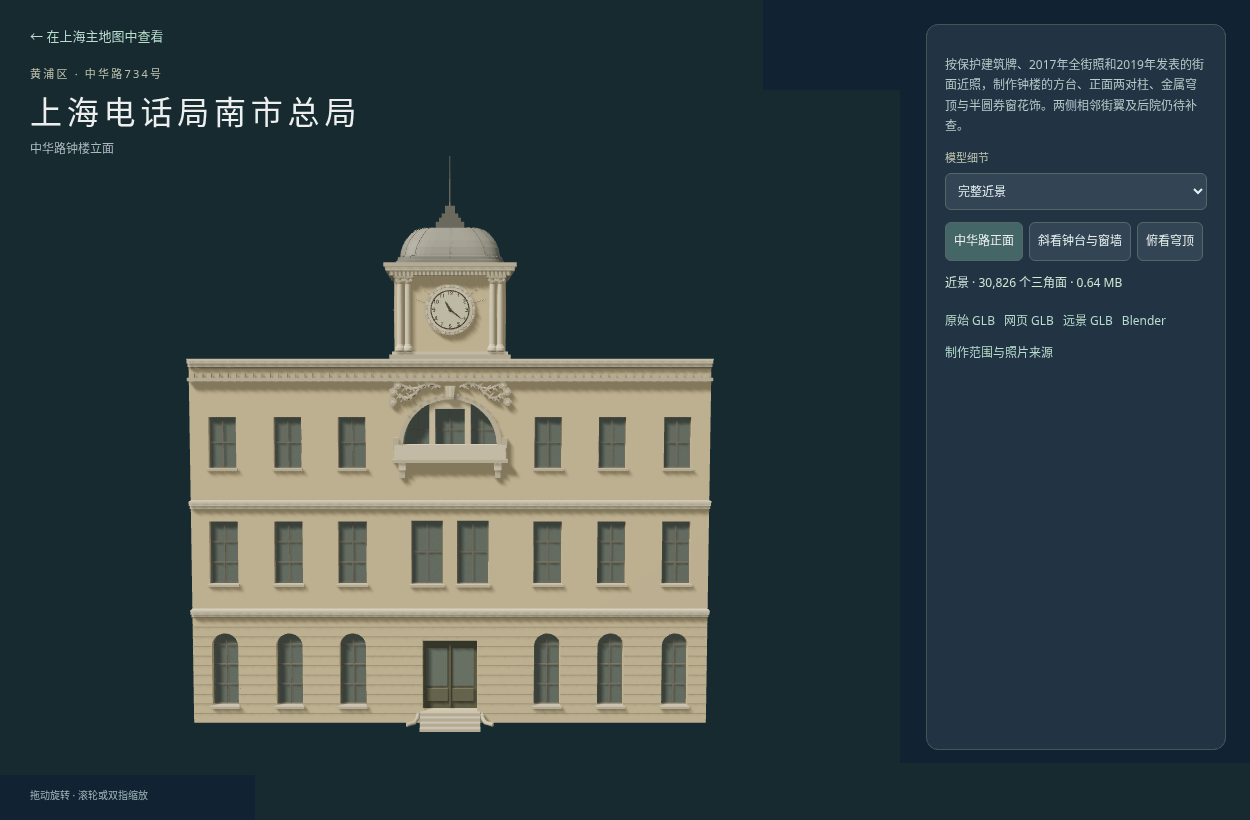 ← 在上海主地图中查看
黄浦区 · 中华路734号
上海电话局南市总局
中华路钟楼立面
按保护建筑牌、2017年全街照和2019年发表的街
面近照，制作钟楼的方台、正面两对柱、金属穹
顶与半圆券窗花饰。两侧相邻街翼及后院仍待补
查。
模型细节
完整近景
中华路正面 斜看钟台与窗墙 俯看穹顶
近景 · 30,826 个三角面 · 0.64 MB
原始 GLB 网页 GLB 远景 GLB Blender
制作范围与照片来源
拖动旋转 · 滚轮或双指缩放